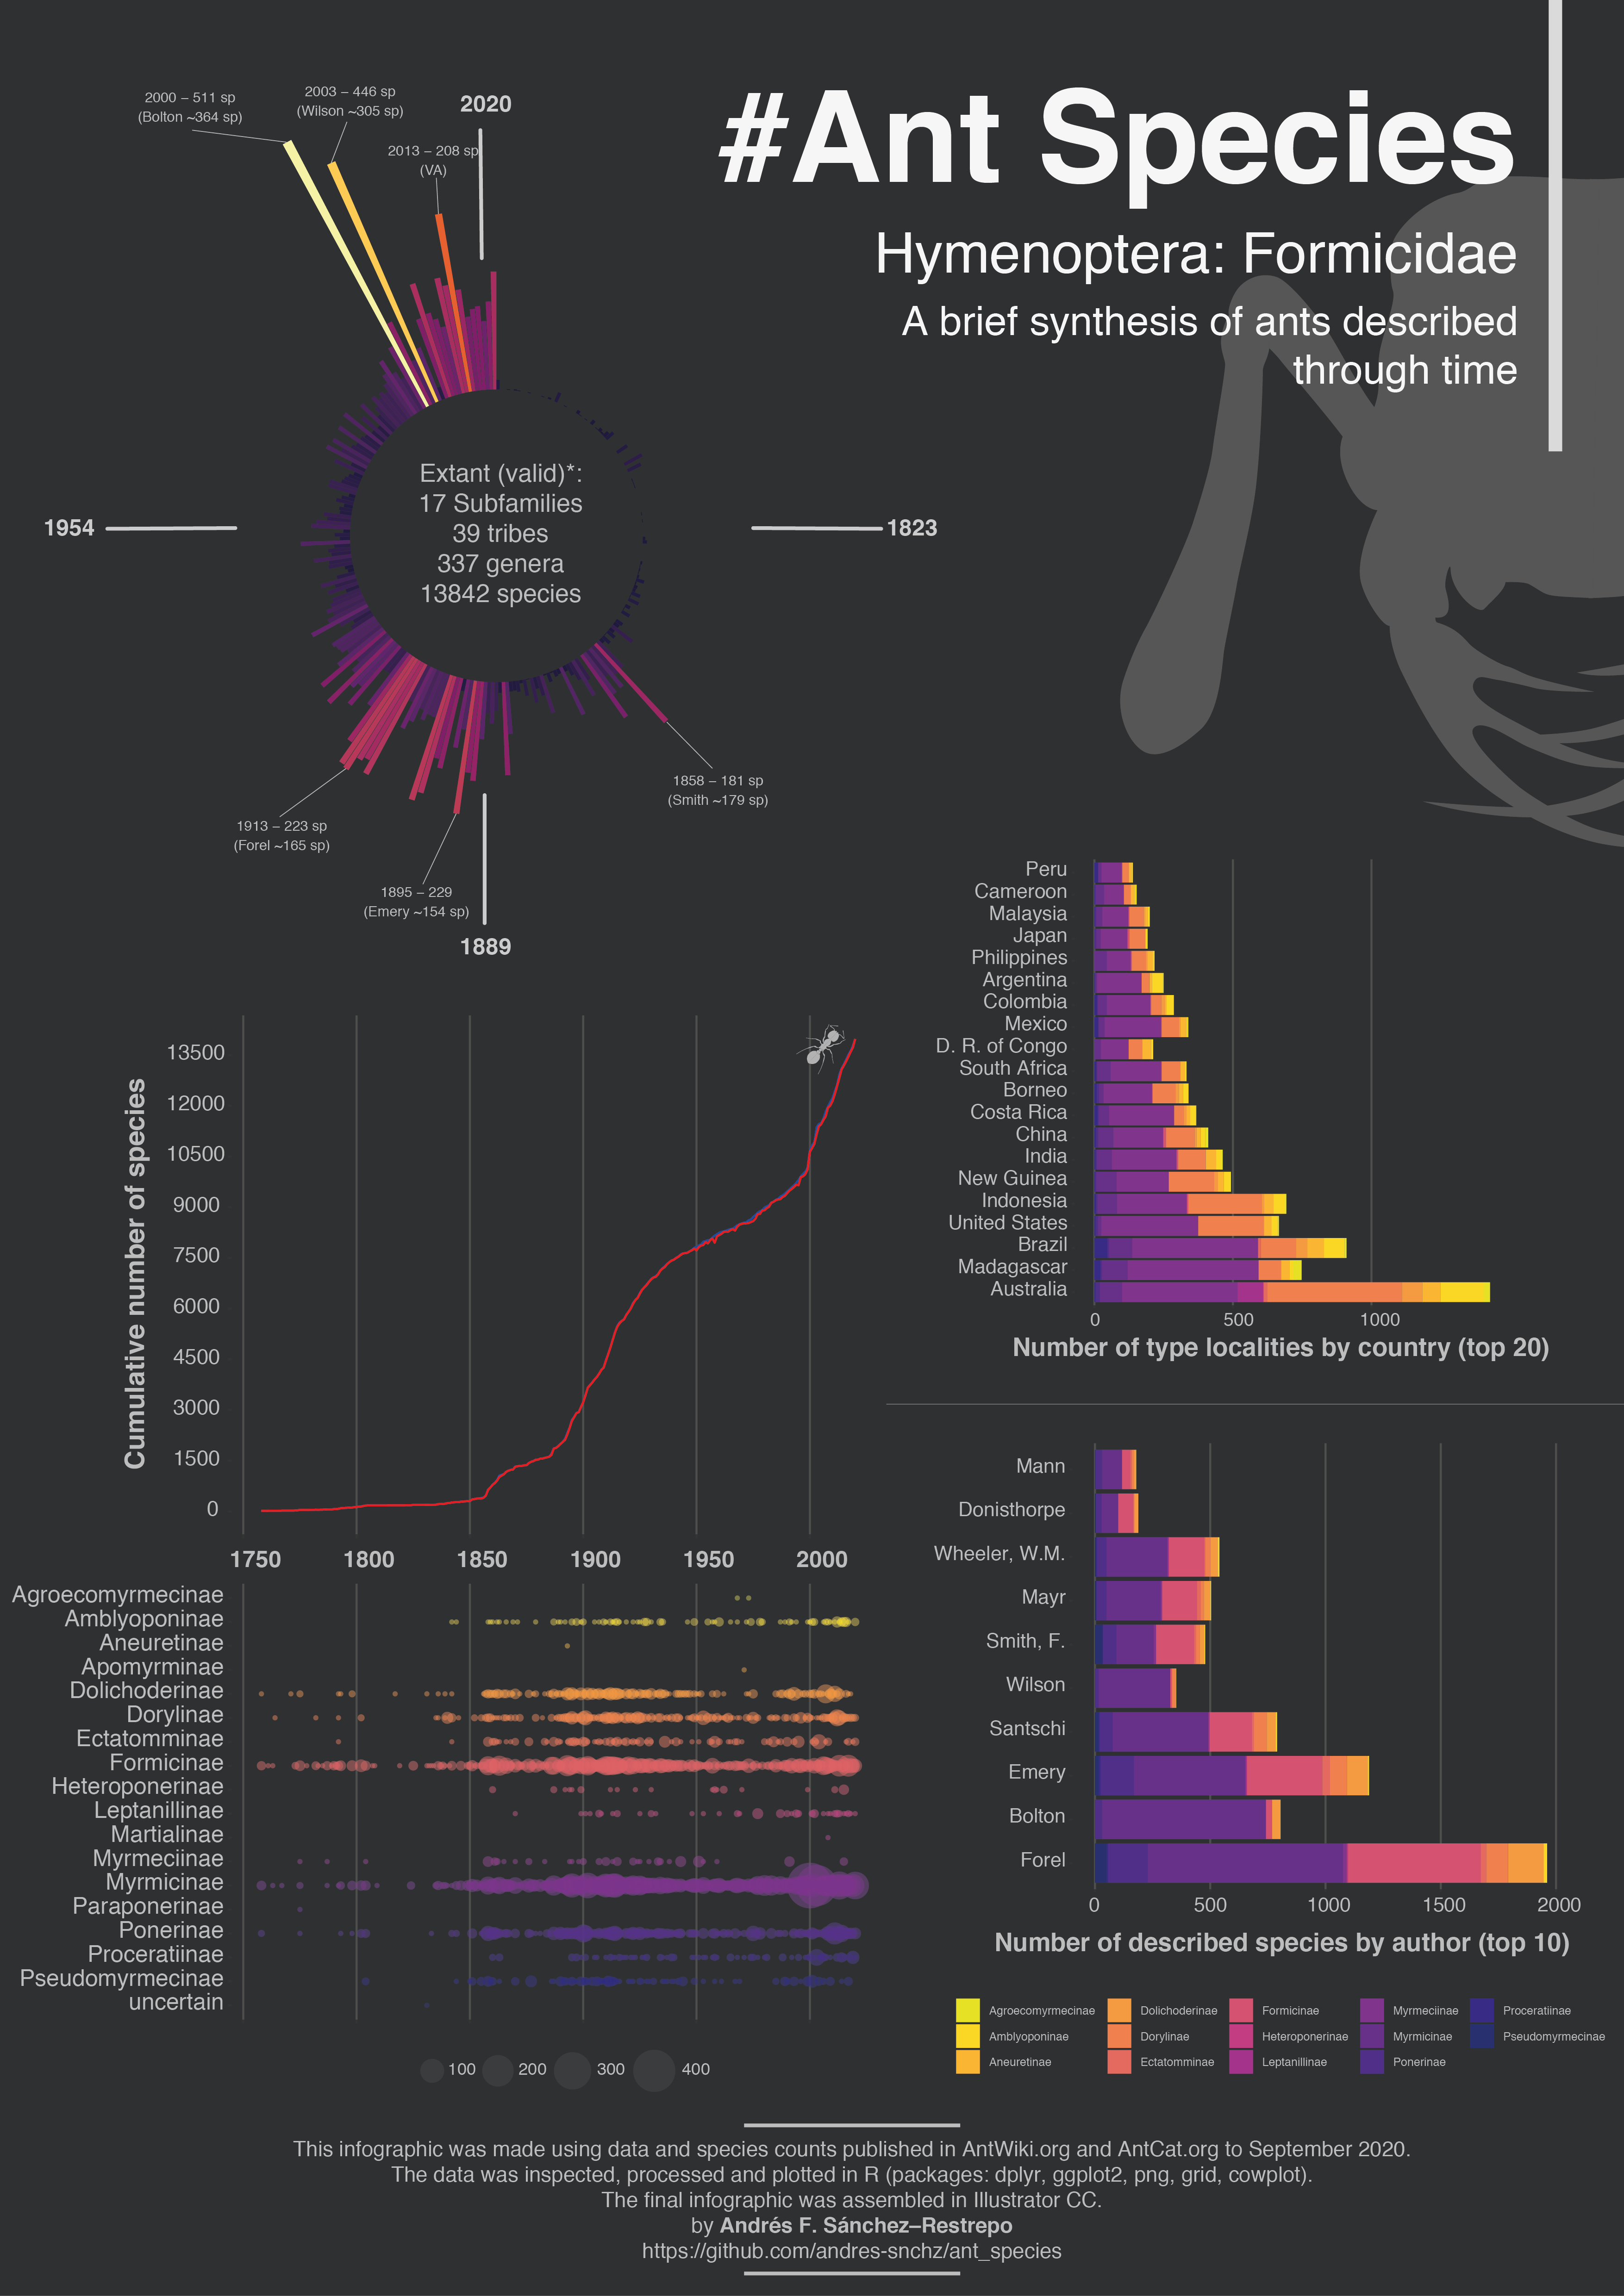 #Ant Species
Hymenoptera: Formicidae
A brief synthesis of ants described
through time
2000 – 511 sp
(Bolton ~364 sp)
2003 – 446 sp
(Wilson ~305 sp)
2020
2013 – 208 sp
(VA)
Extant (valid)*:
17 Subfamilies
39 tribes
337 genera
13842 species
1954
1823
1858 – 181 sp
(Smith ~179 sp)
1913 – 223 sp
(Forel ~165 sp)
1895 – 229
(Emery ~154 sp)
1889
Peru
Cameroon
Malaysia
Japan
Philippines
Argentina
Colombia
Mexico
D. R. of Congo
South Africa
Borneo
Costa Rica
China
India
New Guinea
Indonesia
United States
Brazil
Madagascar
Australia
0 500 1000
Number of type localities by country (top 20)
Cumulative number of species
13500
12000
10500
9000
7500
6000
4500
3000
1500
0
1750 1800 1850 1900 1950 2000
Agroecomyrmecinae
Amblyoponinae
Aneuretinae
Apomyrminae
Dolichoderinae
Dorylinae
Ectatomminae
Formicinae
Heteroponerinae
Leptanillinae
Martialinae
Myrmeciinae
Myrmicinae
Paraponerinae
Ponerinae
Proceratiinae
Pseudomyrmecinae
uncertain
100 200 300 400
Mann
Donisthorpe
Wheeler, W.M.
Mayr
Smith, F.
Wilson
Santschi
Emery
Bolton
Forel
0 500 1000 1500 2000
Number of described species by author (top 10)
Agroecomyrmecinae Dolichoderinae Formicinae Myrmeciinae Proceratiinae
Amblyoponinae Dorylinae Heteroponerinae Myrmicinae Pseudomyrmecinae
Aneuretinae Ectatomminae Leptanillinae Ponerinae
This infographic was made using data and species counts published in AntWiki.org and AntCat.org to September 2020.
The data was inspected, processed and plotted in R (packages: dplyr, ggplot2, png, grid, cowplot).
The final infographic was assembled in Illustrator CC.
by Andrés F. Sánchez–Restrepo
https://github.com/andres-snchz/ant_species